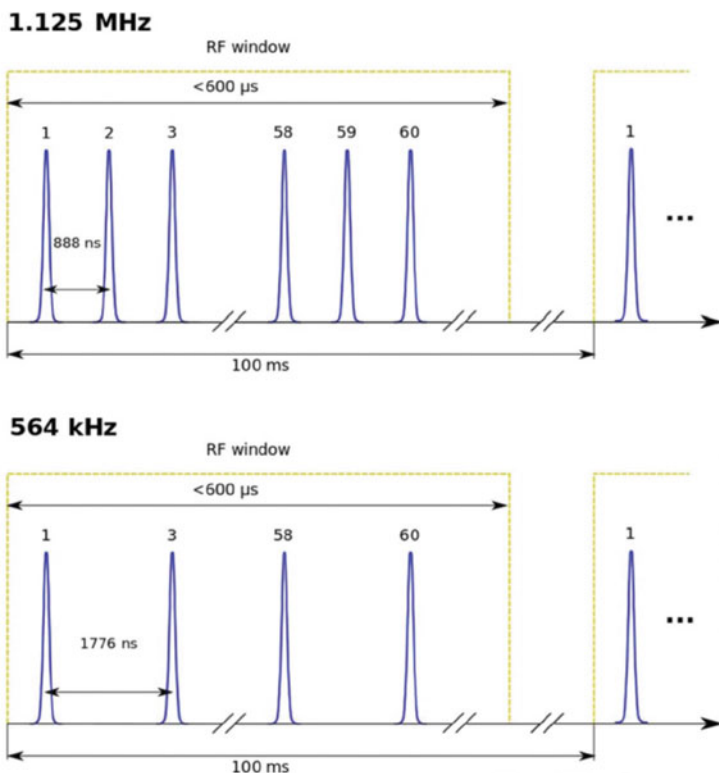 1.125 MHz
RF window
<600 µs
1 2 3 58 59 60 1
888 ns
...
100 ms
564 kHz
RF window
<600 µs
1 3 58 60 1
1776 ns
...
100 ms